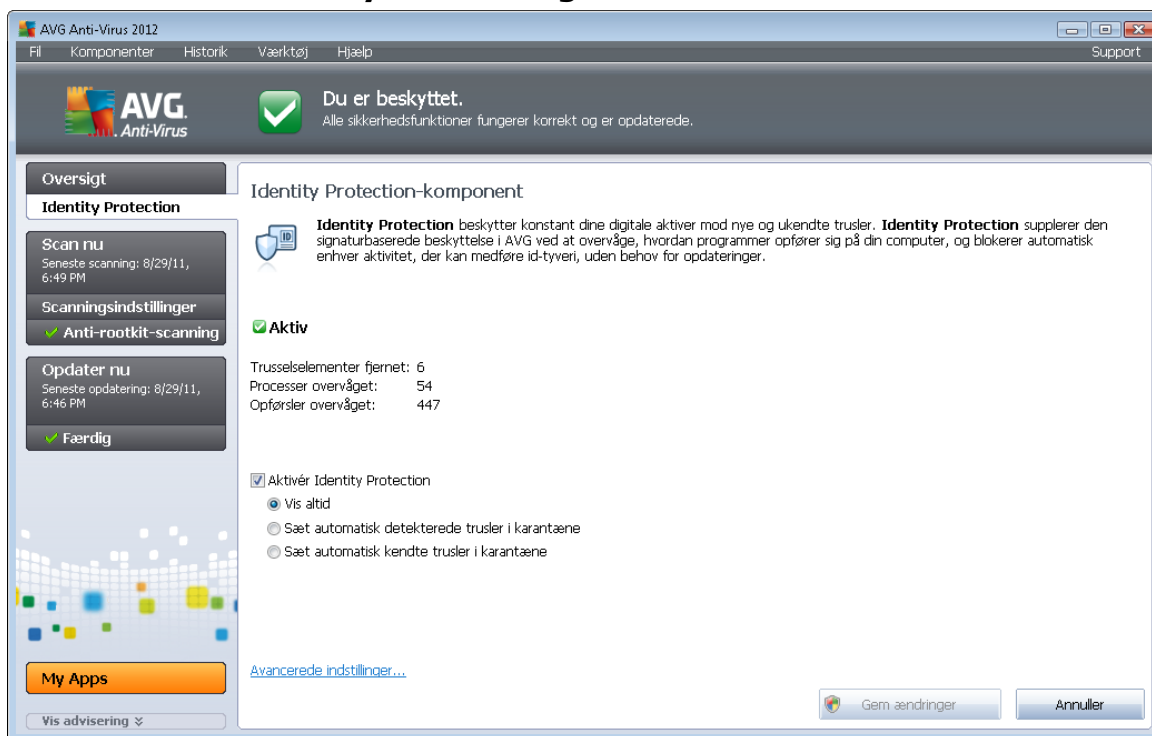 AVG Anti-Virus 2012
Fil Komponenter Historik Værktøj Hjælp Support
AVG.
Anti-Virus
Du er beskyttet.
Alle sikkerhedsfunktioner fungerer korrekt og er opdaterede.
Oversigt
Identity Protection
Scan nu
Seneste scanning: 8/29/11,
6:49 PM
Scanningsindstillinger
Anti-rootkit-scanning
Opdater nu
Seneste opdatering: 8/29/11,
6:46 PM
Færdig
My Apps
Vis advisering
Identity Protection-komponent
ID
Identity Protection beskytter konstant dine digitale aktiver mod nye og ukendte trusler. Identity Protection supplerer den
signaturbaserede beskyttelse i AVG ved at overvåge, hvordan programmer opfører sig på din computer, og blokerer automatisk
enhver aktivitet, der kan medføre id-tyveri, uden behov for opdateringer.
Aktiv
Trusselselementer fjernet: 6
Processer overvåget: 54
Opførsler overvåget: 447
Aktivér Identity Protection
Vis altid
Sæt automatisk detekterede trusler i karantæne
Sæt automatisk kendte trusler i karantæne
Avancerede indstillinger...
Gem ændringer
Annuller